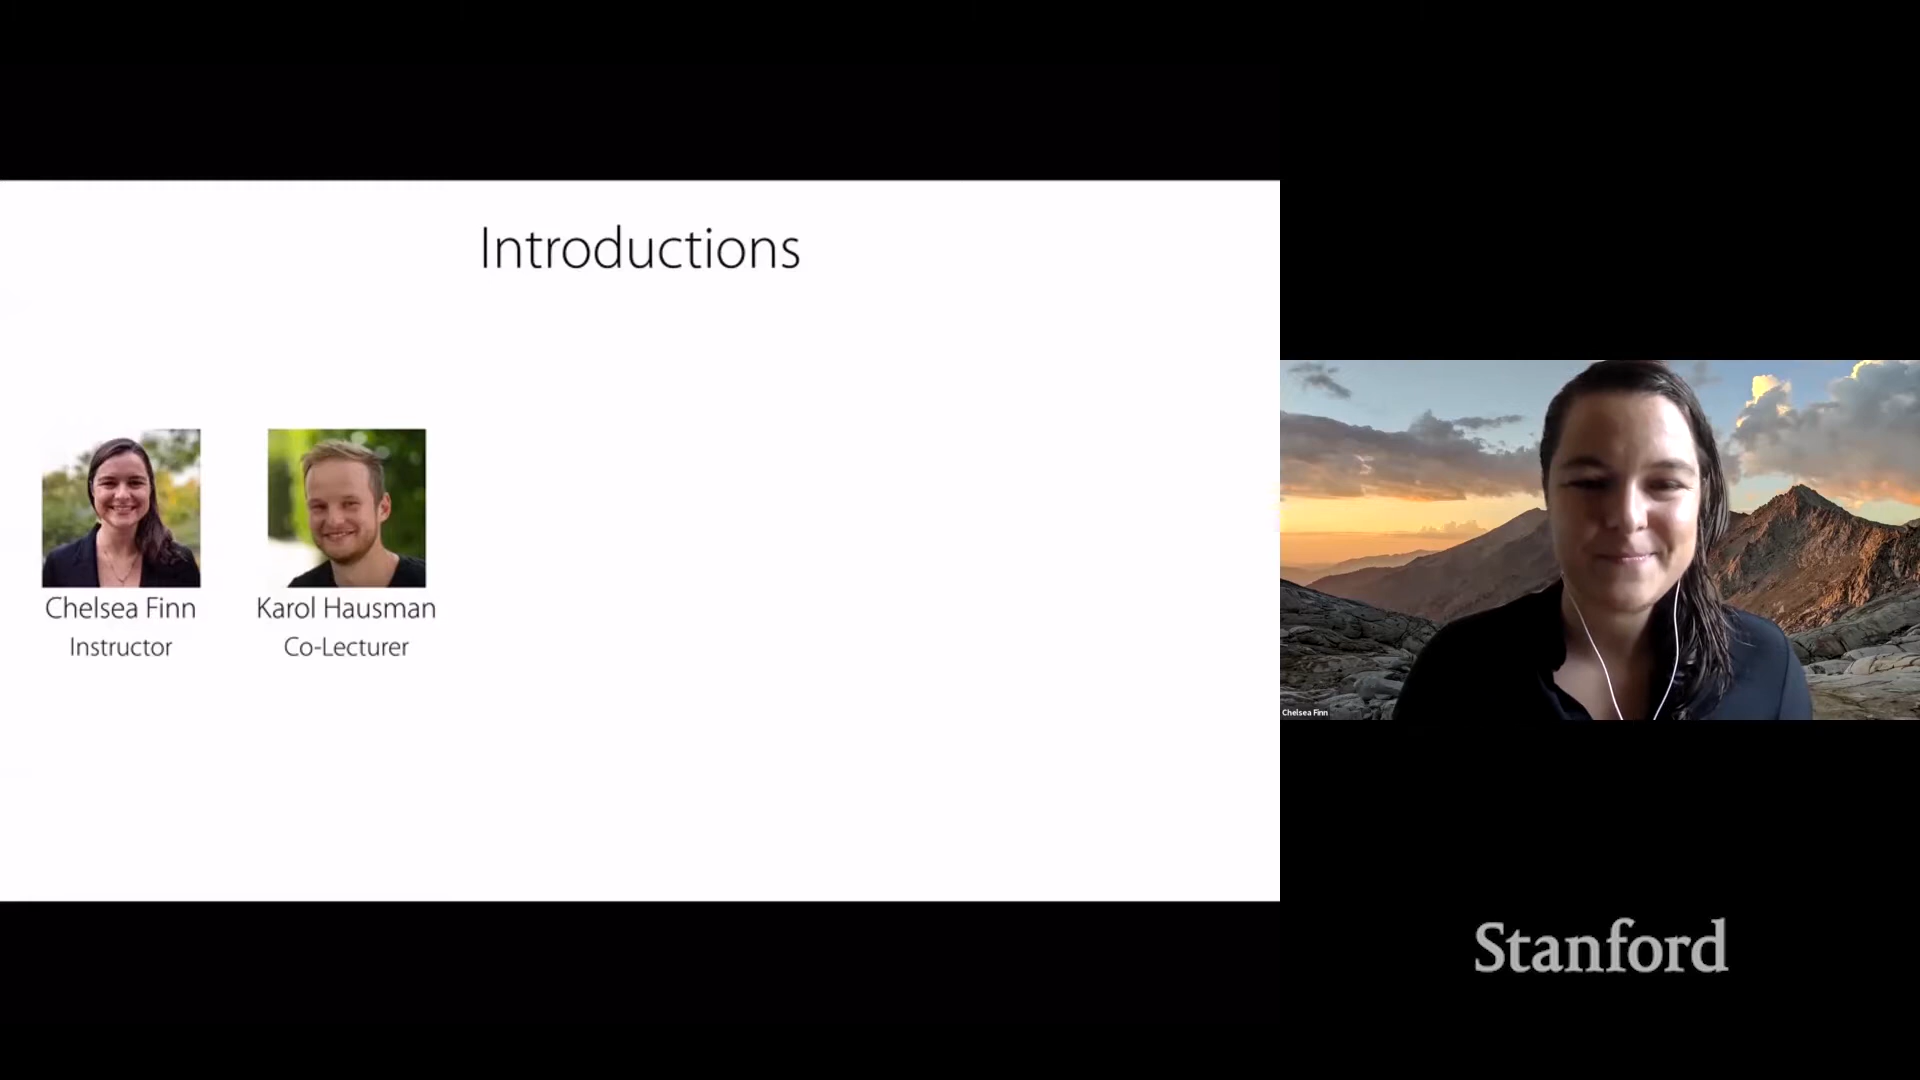 Introductions
Chelsea Finn
Instructor
Karol Hausman
Co-Lecturer
Chelsea Finn
Stanford